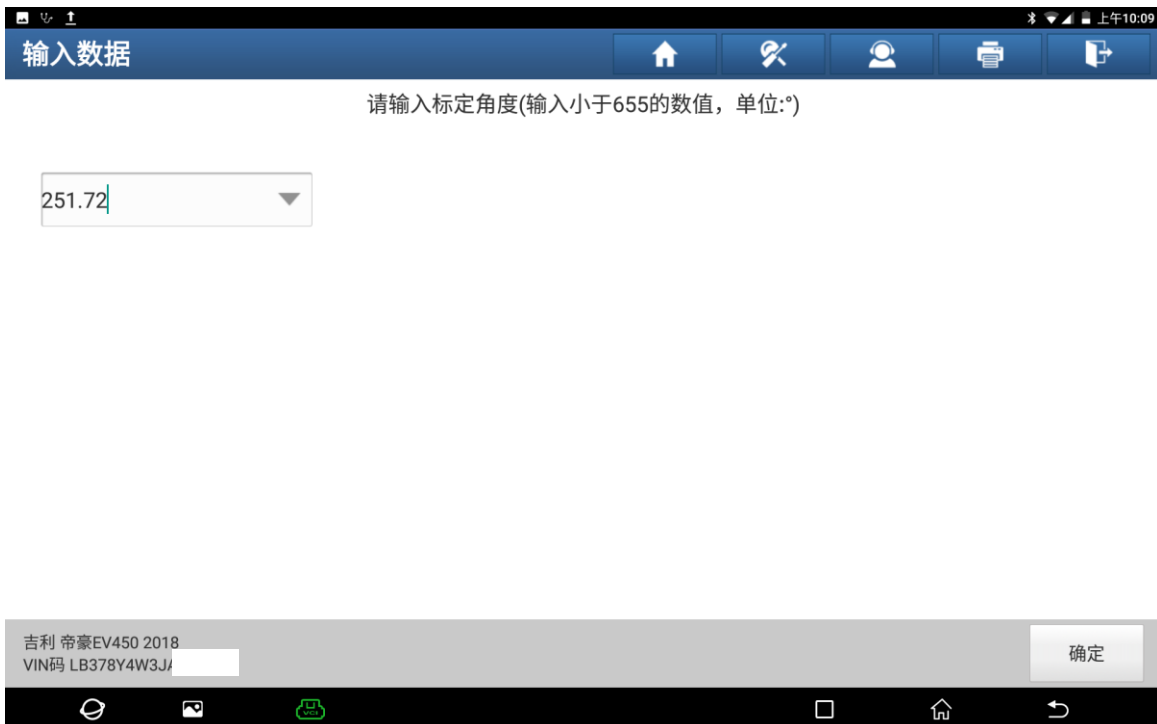 上午10:09
输入数据
请输入标定角度(输入小于655的数值，单位:°)
251.72
吉利 帝豪EV450 2018
VIN码 LB378Y4W3J
确定
VCI